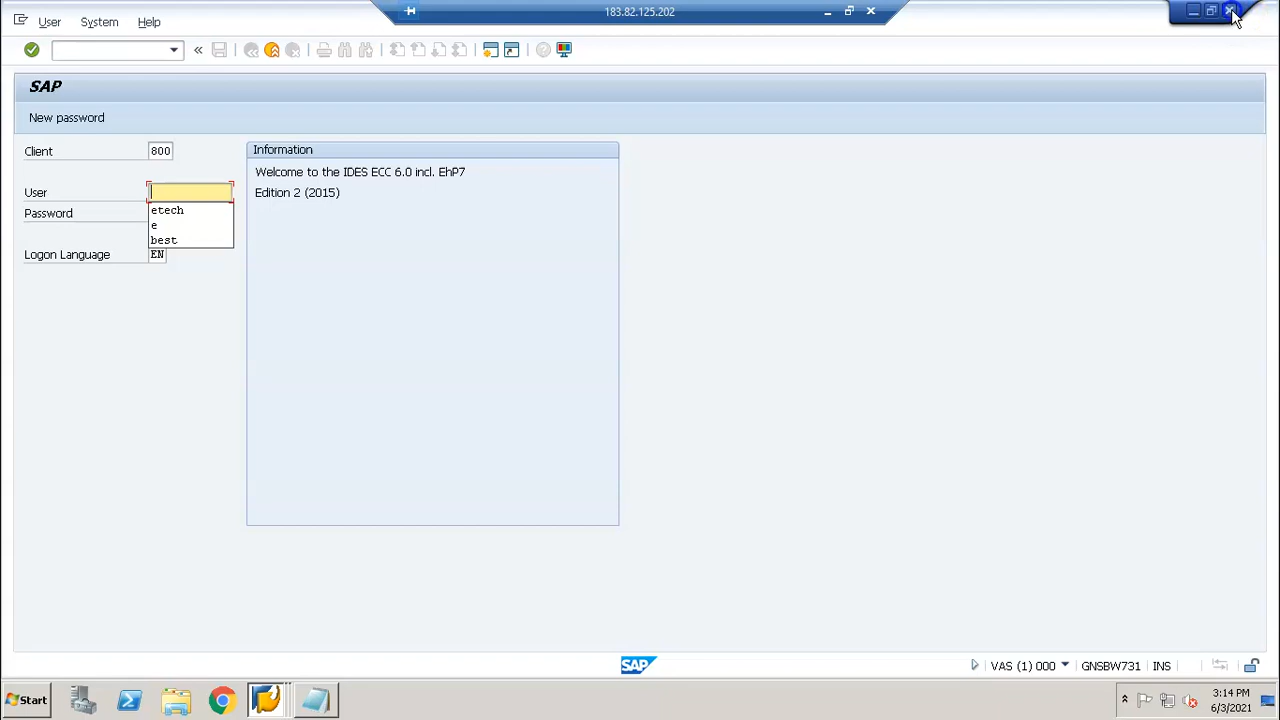 183.82.125.202
User System Help
SAP
New password
Client 800
Information
Welcome to the IDES ECC 6.0 incl. EhP7
Edition 2 (2015)
User
etech
Password
e
best
Logon Language EN
SAP
VAS (1) 000 GNSBW731 INS
Start
3:14 PM
6/3/2021